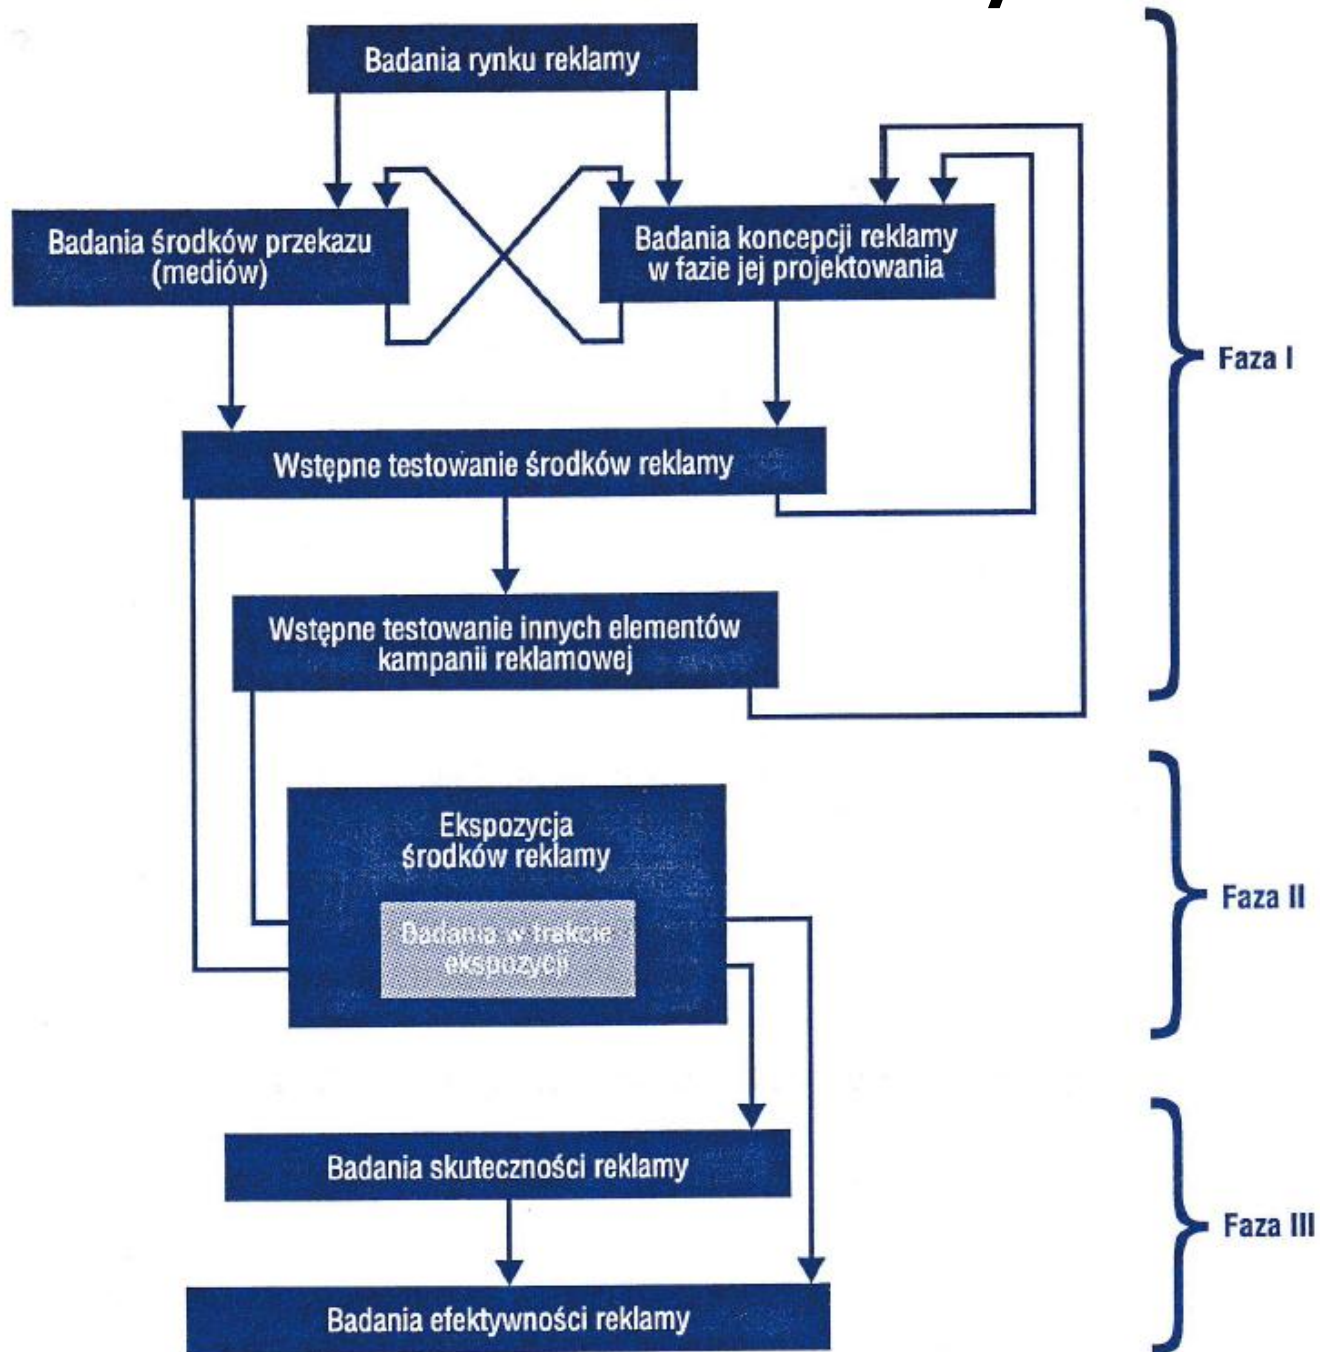 Badania rynku reklamy
Badania środków przekazu
(mediów)
Badania koncepcji reklamy
w fazie jej projektowania
Faza I
Wstępne testowanie środków reklamy
Wstępne testowanie innych elementów
kampanii reklamowej
Ekspozycja
środków reklamy
Badania w trakcie
ekspozycji
Faza II
Badania skuteczności reklamy
Faza III
Badania efektywności reklamy